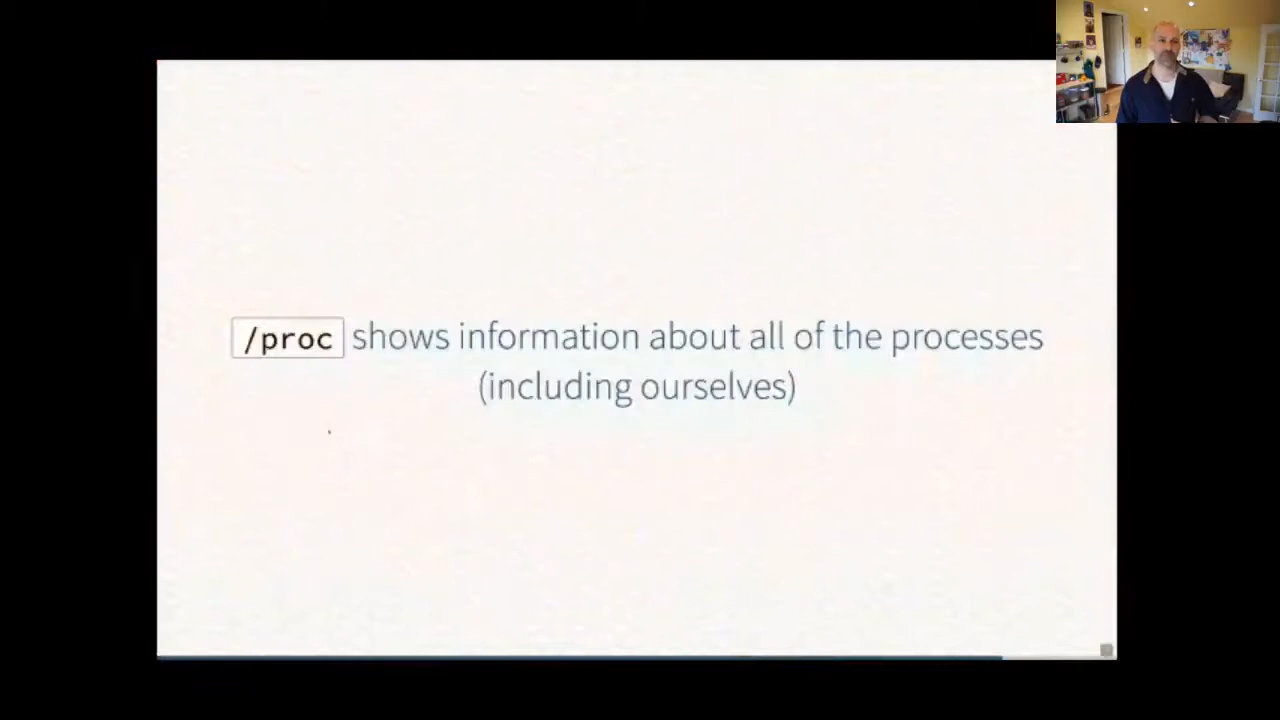 /proc shows information about all of the processes
(including ourselves)